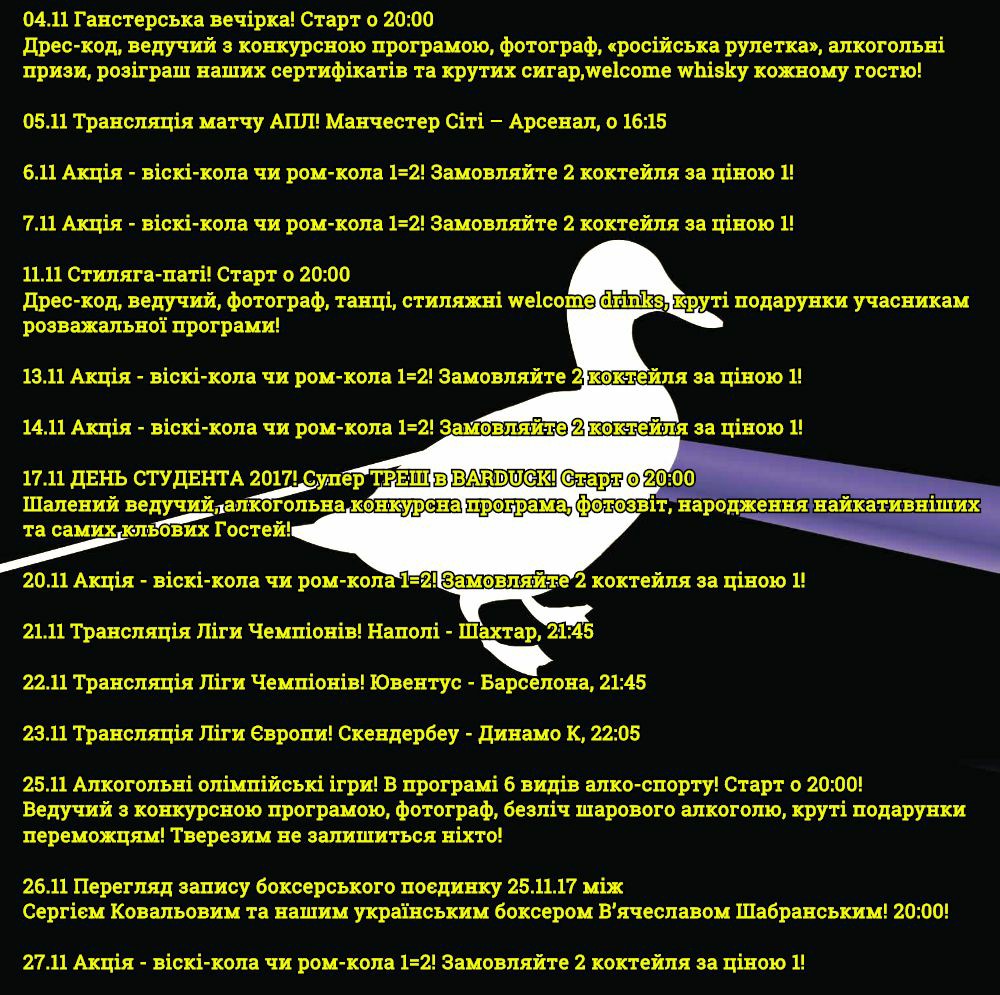 04.11 Ганстерська вечірка! Старт о 20:00
Дрес-код, ведучий з конкурсною програмою, фотограф, «російська рулетка», алкогольні
призи, розіграш наших сертифікатів та крутих сигар,welcome whisky кожному гостю!
05.11 Трансляція матчу АПЛ! Манчестер Сіті – Арсенал, о 16:15
6.11 Акція - віскі-кола чи ром-кола 1=2! Замовляйте 2 коктейля за ціною 1!
7.11 Акція - віскі-кола чи ром-кола 1=2! Замовляйте 2 коктейля за ціною 1!
11.11 Стиляга-паті! Старт о 20:00
Дрес-код, ведучий, фотограф, танці, стиляжні welcome drinks, круті подарунки учасникам
розважальної програми!
13.11 Акція - віскі-кола чи ром-кола 1=2! Замовляйте 2 коктейля за ціною 1!
14.11 Акція - віскі-кола чи ром-кола 1=2! Замовляйте 2 коктейля за ціною 1!
17.11 ДЕНЬ СТУДЕНТА 2017! Супер ТРЕШ в BARDUCK! Старт о 20:00
Шалений ведучий, алкогольна конкурсна програма, фотозвіт, народження найкативніших
та самих кльових Гостей!
20.11 Акція - віскі-кола чи ром-кола 1=2! Замовляйте 2 коктейля за ціною 1!
21.11 Трансляція Ліги Чемпіонів! Наполі - Шахтар, 21:45
22.11 Трансляція Ліги Чемпіонів! Ювентус - Барселона, 21:45
23.11 Трансляція Ліги Європи! Скендербеу - Динамо К, 22:05
25.11 Алкогольні олімпійські ігри! В програмі 6 видів алко-спорту! Старт о 20:00!
Ведучий з конкурсною програмою, фотограф, безліч шарового алкоголю, круті подарунки
переможцям! Тверезим не залишиться ніхто!
26.11 Перегляд запису боксерського поєдинку 25.11.17 між
Сергієм Ковальовим та нашим українським боксером В’ячеславом Шабранським! 20:00!
27.11 Акція - віскі-кола чи ром-кола 1=2! Замовляйте 2 коктейля за ціною 1!